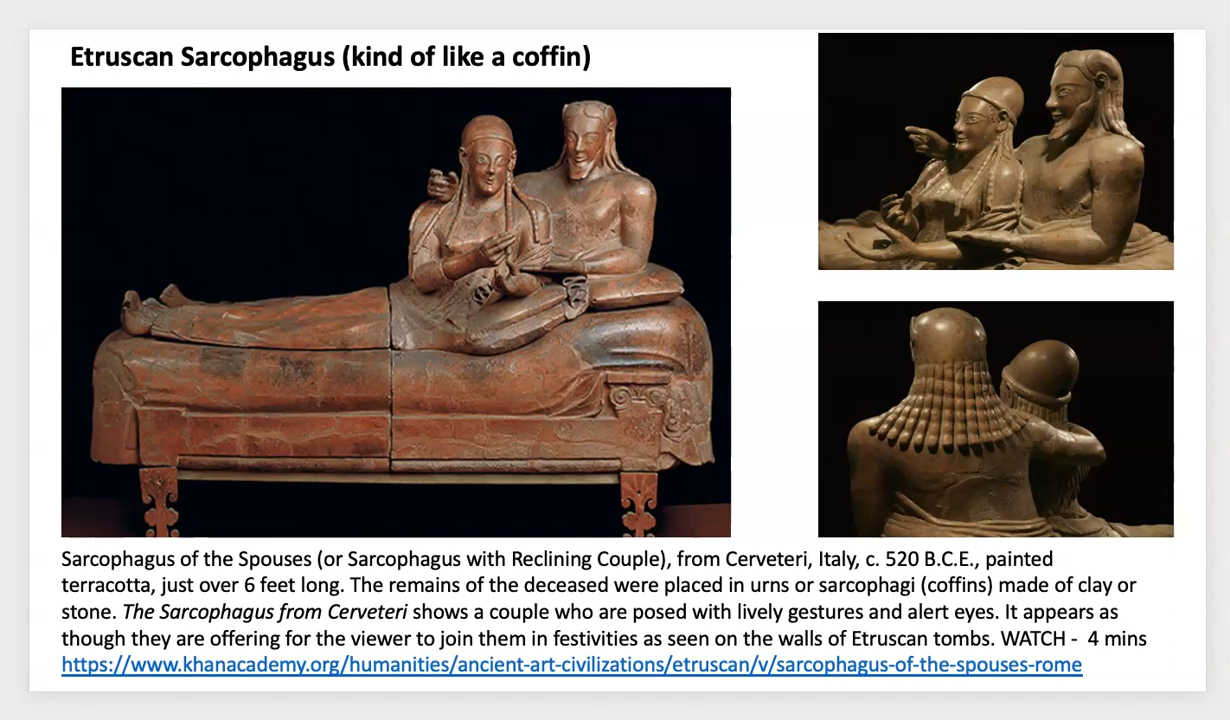 Etruscan Sarcophagus (kind of like a coffin)
Sarcophagus of the Spouses (or Sarcophagus with Reclining Couple), from Cerveteri, Italy, c. 520 B.C.E., painted
terracotta, just over 6 feet long. The remains of the deceased were placed in urns or sarcophagi (coffins) made of clay or
stone. The Sarcophagus from Cerveteri shows a couple who are posed with lively gestures and alert eyes. It appears as
though they are offering for the viewer to join them in festivities as seen on the walls of Etruscan tombs. WATCH - 4 mins
https://www.khanacademy.org/humanities/ancient-art-civilizations/etruscan/v/sarcophagus-of-the-spouses-rome